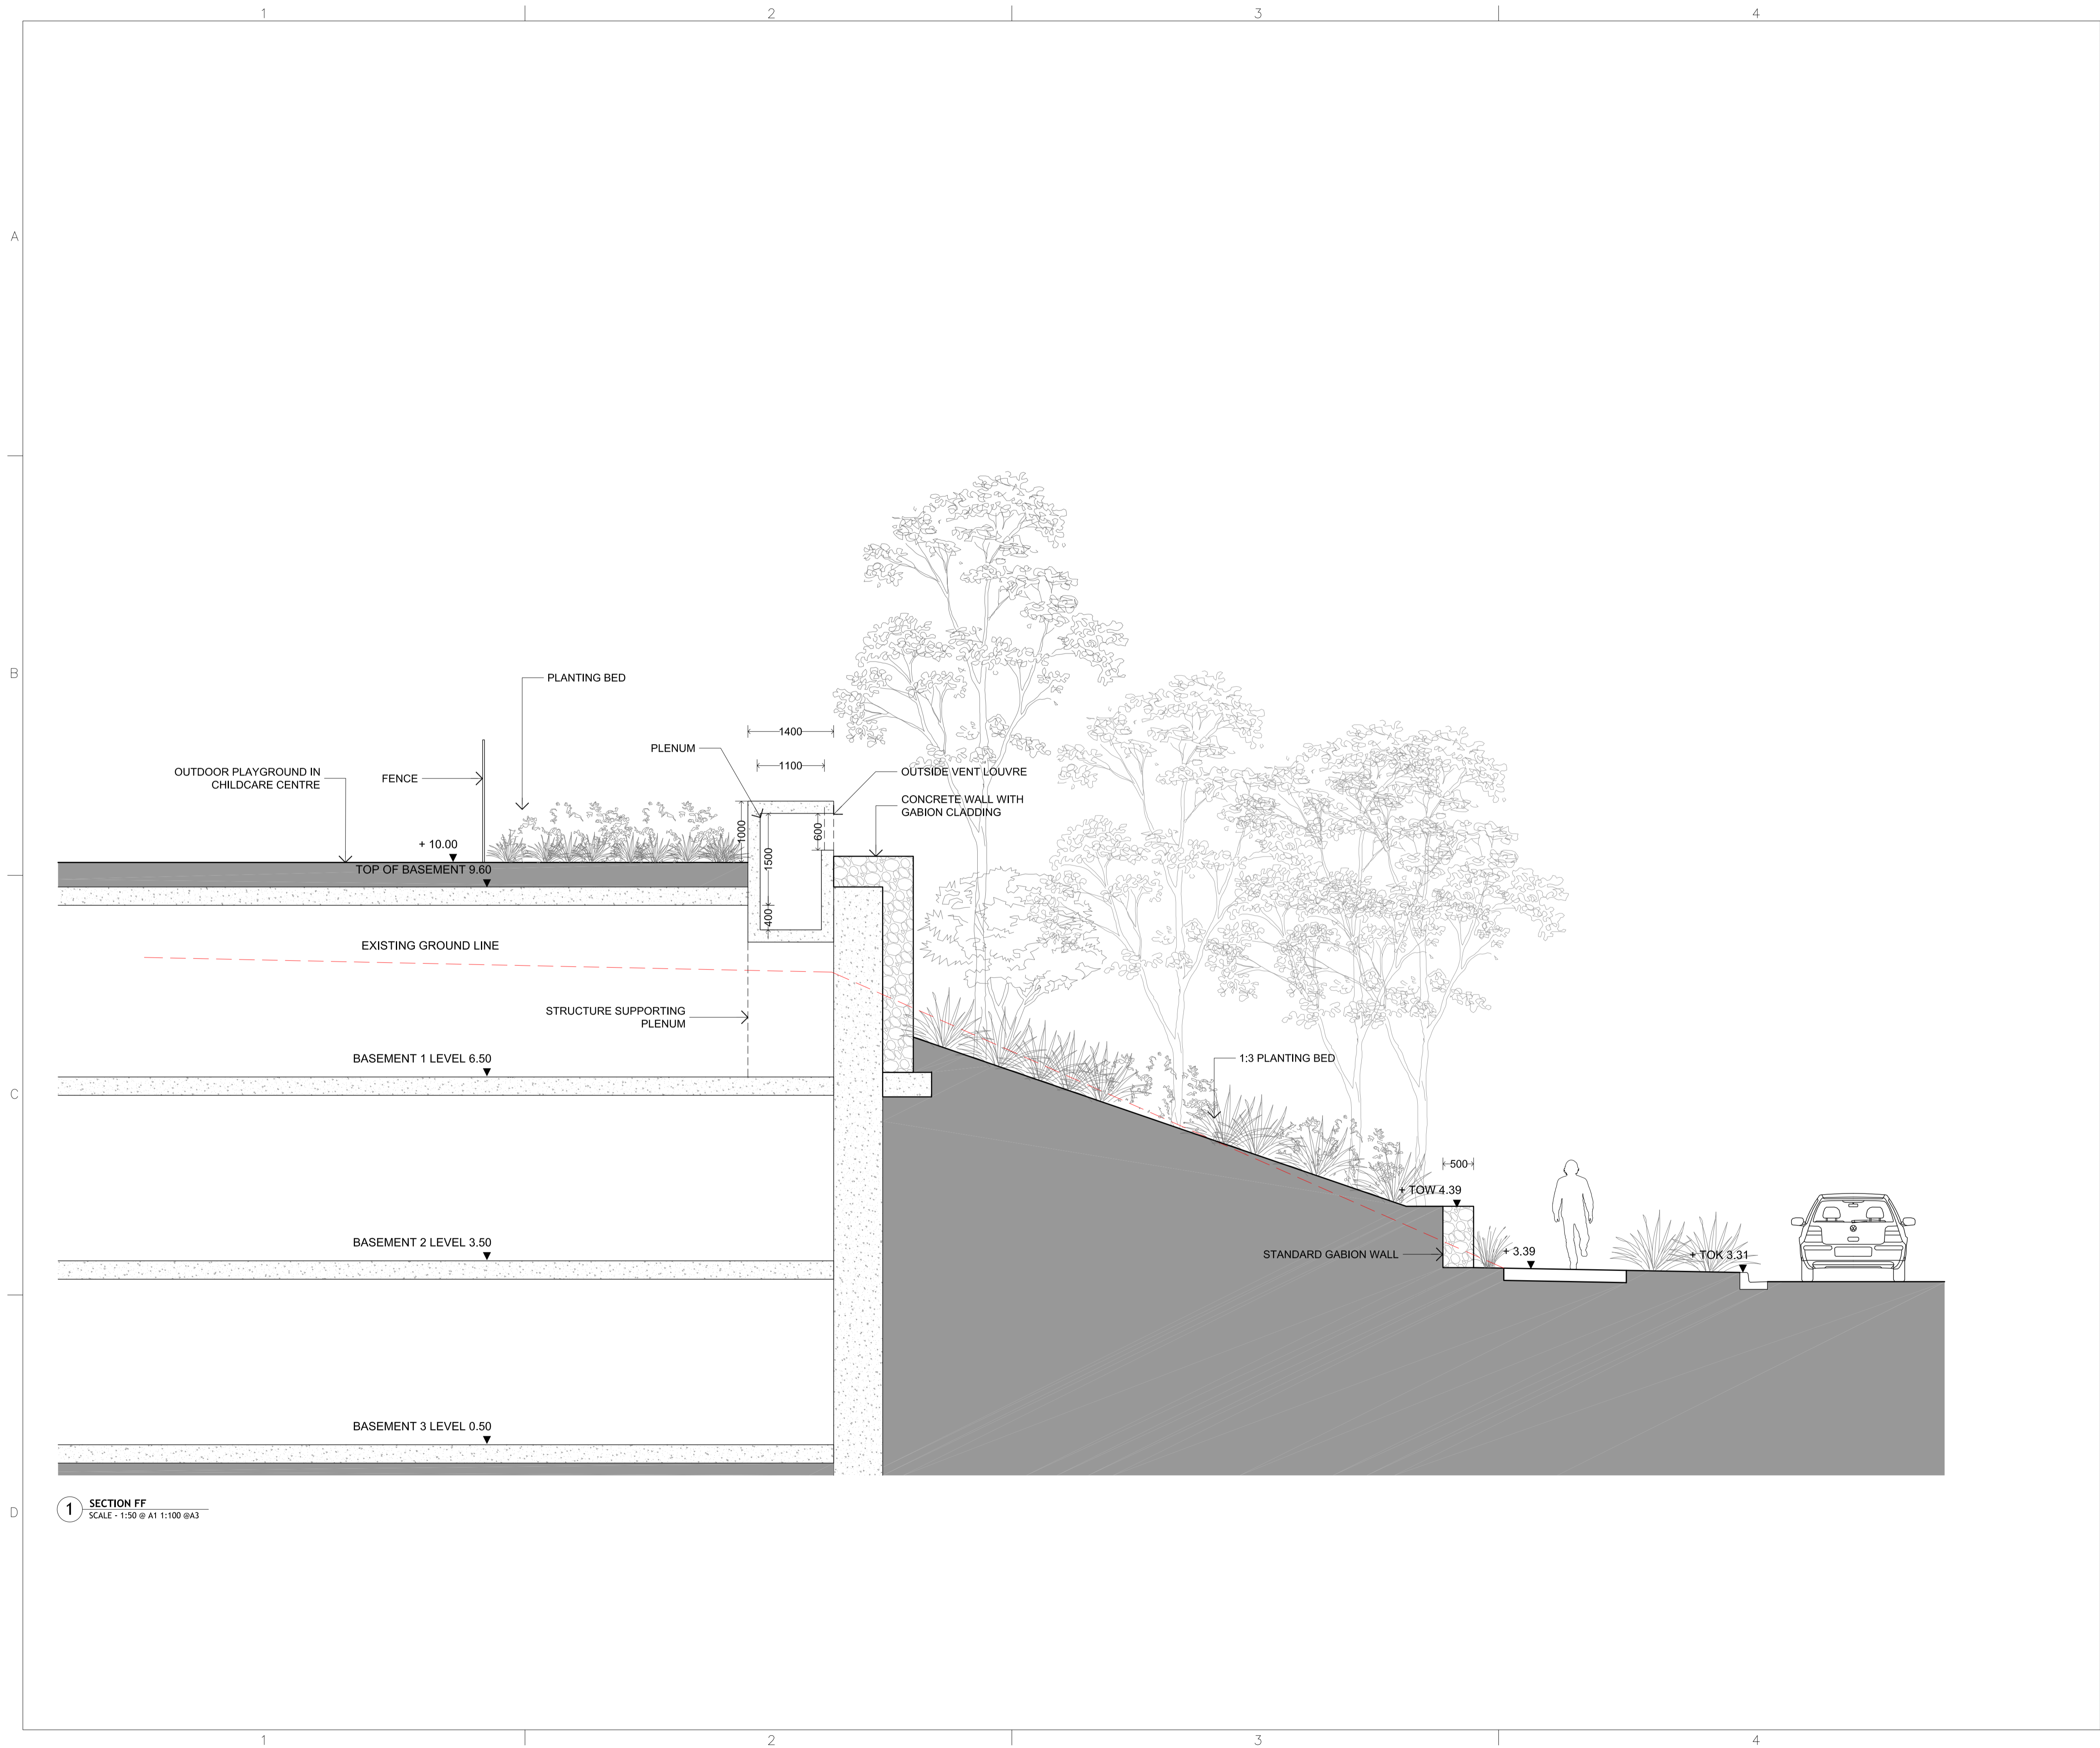 1
2
3
4
A
B
PLANTING BED
1400
PLENUM
1100
OUTDOOR PLAYGROUND IN
CHILDCARE CENTRE
FENCE
OUTSIDE VENT LOUVRE
CONCRETE WALL WITH
GABION CLADDING
1000
600
+ 10.00
1500
TOP OF BASEMENT 9.60
400
EXISTING GROUND LINE
STRUCTURE SUPPORTING
PLENUM
BASEMENT 1 LEVEL 6.50
1:3 PLANTING BED
C
500
+ TOW 4.39
BASEMENT 2 LEVEL 3.50
STANDARD GABION WALL
+ 3.39
+ TOK 3.31
BASEMENT 3 LEVEL 0.50
D
1
SECTION FF
SCALE - 1:50 @ A1 1:100 @A3
1
2
3
4